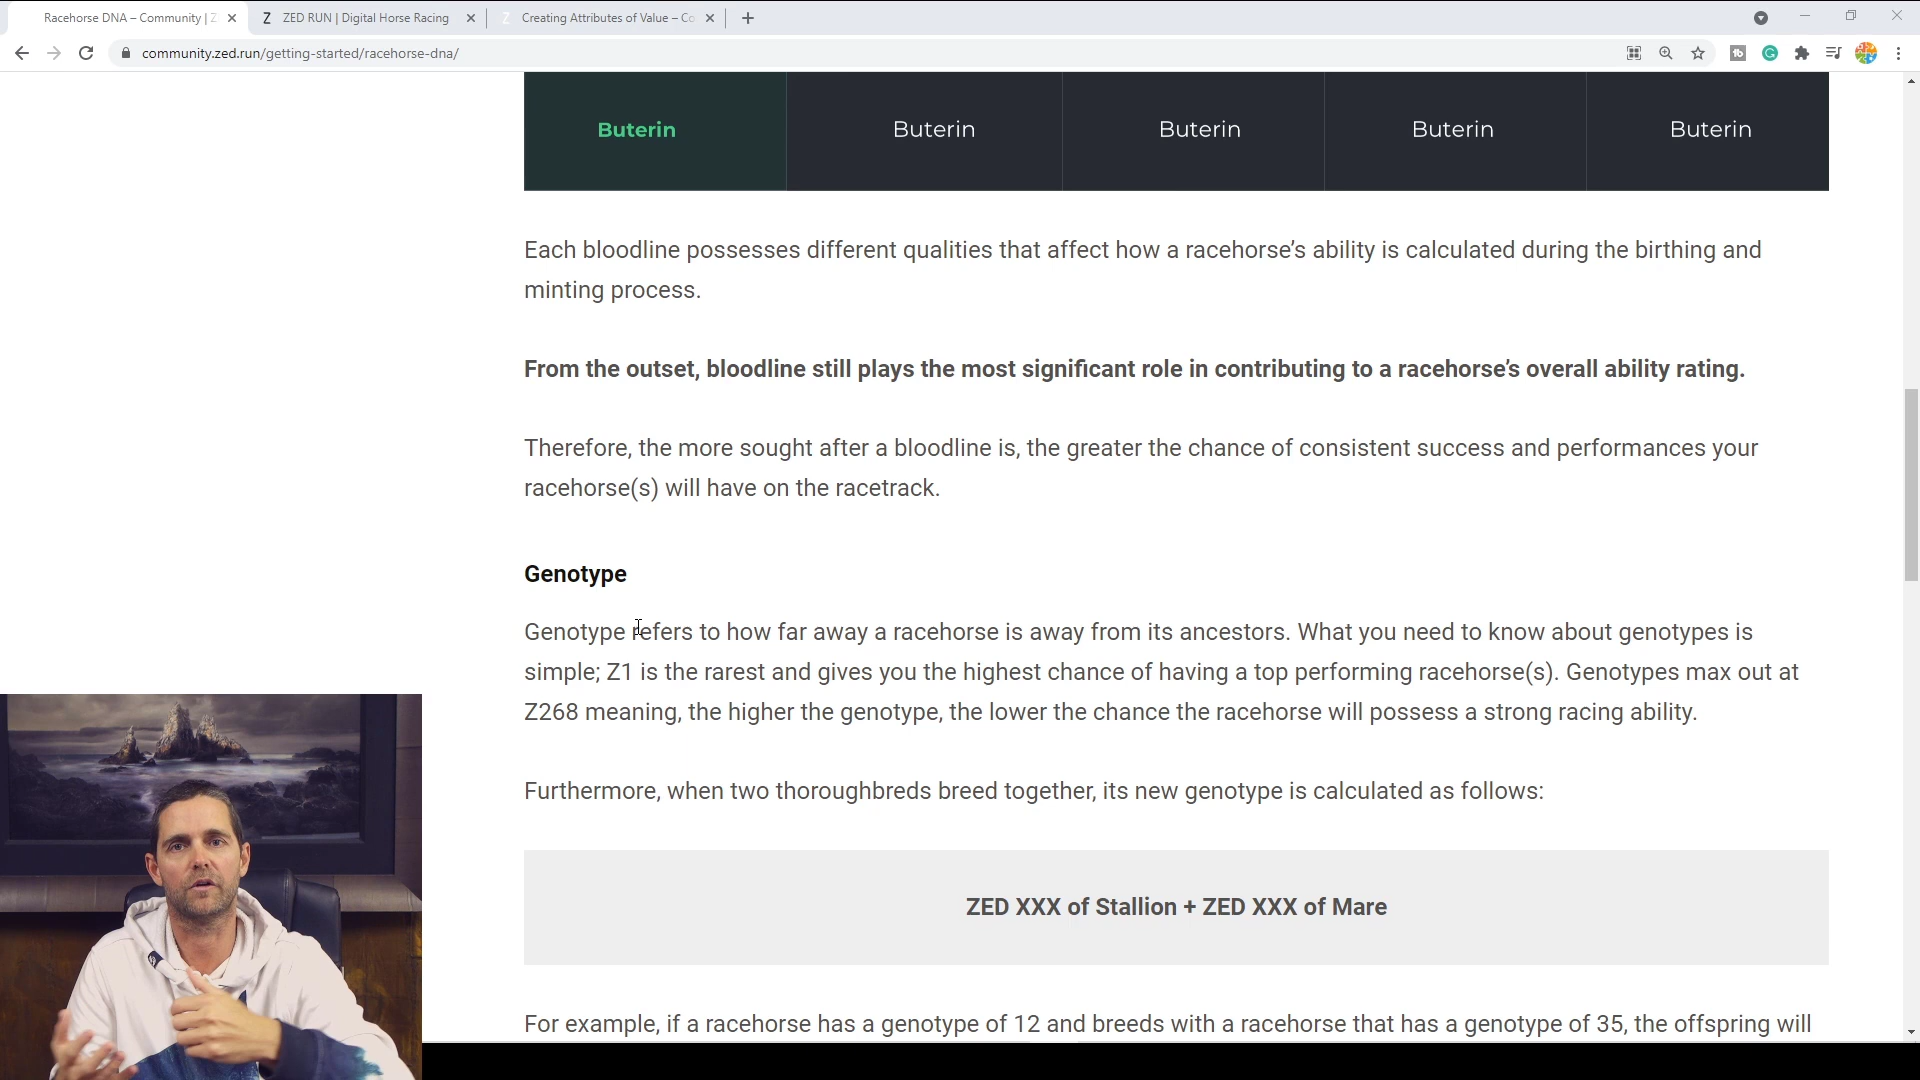 Racehorse DNA – Community | Z
ZED RUN | Digital Horse Racing
Creating Attributes of Value – Co
community.zed.run/getting-started/racehorse-dna/
Buterin Buterin Buterin Buterin Buterin
Each bloodline possesses different qualities that affect how a racehorse’s ability is calculated during the birthing and
minting process.
From the outset, bloodline still plays the most significant role in contributing to a racehorse’s overall ability rating.
Therefore, the more sought after a bloodline is, the greater the chance of consistent success and performances your
racehorse(s) will have on the racetrack.
Genotype
Genotype refers to how far away a racehorse is away from its ancestors. What you need to know about genotypes is
simple; Z1 is the rarest and gives you the highest chance of having a top performing racehorse(s). Genotypes max out at
Z268 meaning, the higher the genotype, the lower the chance the racehorse will possess a strong racing ability.
Furthermore, when two thoroughbreds breed together, its new genotype is calculated as follows:
ZED XXX of Stallion + ZED XXX of Mare
For example, if a racehorse has a genotype of 12 and breeds with a racehorse that has a genotype of 35, the offspring will